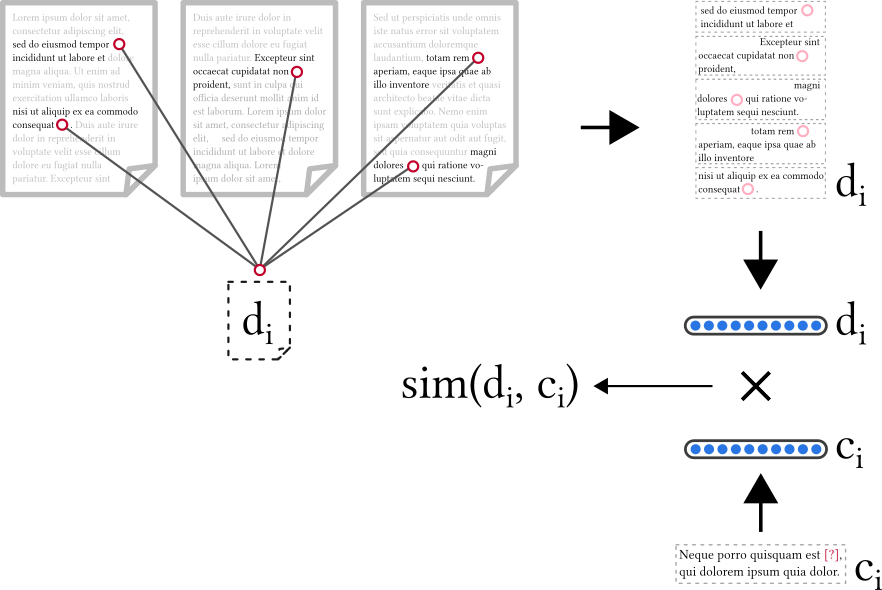 Lorem ipsum dolor sit amet,
consectetur adipiscing elit,
sed do eiusmod tempor
incididunt ut labore et dolore
magna aliqua. Ut enim ad
minim veniam, quis nostrud
exercitation ullamco laboris
nisi ut aliquip ex ea commodo
consequat . Duis aute irure
dolor in reprehenderit in
voluptate velit esse cillum
dolore eu fugiat nulla
pariatur. Excepteur sint
Duis aute irure dolor in
reprehenderit in voluptate velit
esse cillum dolore eu fugiat
nulla pariatur. Excepteur sint
occaecat cupidatat non
proident, sunt in culpa qui
officia deserunt mollit anim id
est laborum. Lorem ipsum dolor
sit amet, consectetur adipiscing
elit, sed do eiusmod tempor
incididunt ut labore et dolore
magna aliqua. Lorem
ipsum dolor sit amet
Sed ut perspiciatis unde omnis
iste natus error sit voluptatem
accusantium doloremque
laudantium, totam rem
aperiam, eaque ipsa quae ab
illo inventore veritatis et quasi
architecto beatae vitae dicta
sunt explicabo. Nemo enim
ipsam voluptatem quia voluptas
sit aspernatur aut odit aut fugit,
sed quia consequuntur magni
dolores qui ratione vo-
luptatem sequi nesciunt.
sed do eiusmod tempor
incididunt ut labore et
Excepteur sint
occaecat cupidatat non
proident,
magni
dolores qui ratione vo-
luptatem sequi nesciunt.
totam rem
aperiam, eaque ipsa quae ab
illo inventore
nisi ut aliquip ex ea commodo
consequat .
di
di
di
sim(di, ci)
ci
Neque porro quisquam est [?],
qui dolorem ipsum quia dolor.
ci